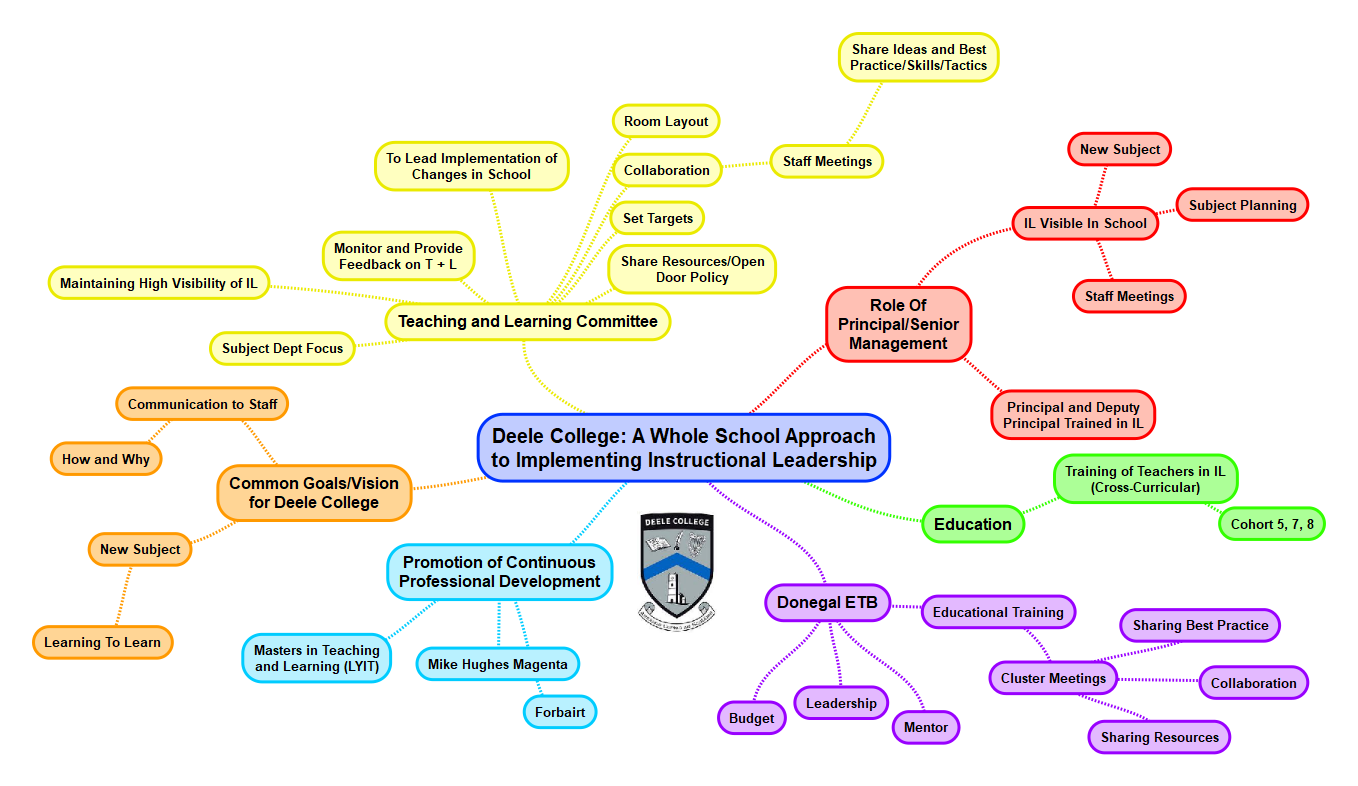 Share Ideas and Best
Practice/Skills/Tactics
Room Layout
To Lead Implementation of
Changes in School
Collaboration
Staff Meetings
New Subject
Set Targets
Subject Planning
IL Visible In School
Monitor and Provide
Feedback on T + L
Share Resources/Open
Door Policy
Maintaining High Visibility of IL
Staff Meetings
Teaching and Learning Committee
Role Of
Principal/Senior
Management
Subject Dept Focus
Communication to Staff
Principal and Deputy
Principal Trained in IL
How and Why
Deele College: A Whole School Approach
to Implementing Instructional Leadership
Common Goals/Vision
for Deele College
Training of Teachers in IL
(Cross-Curricular)
Education
Cohort 5, 7, 8
DEELE COLLEGE
New Subject
Promotion of Continuous
Professional Development
Donegal ETB
Educational Training
Sharing Best Practice
Learning To Learn
Masters in Teaching
and Learning (LYIT)
Mike Hughes Magenta
Cluster Meetings
Collaboration
Forbairt
Budget
Leadership
Mentor
Sharing Resources